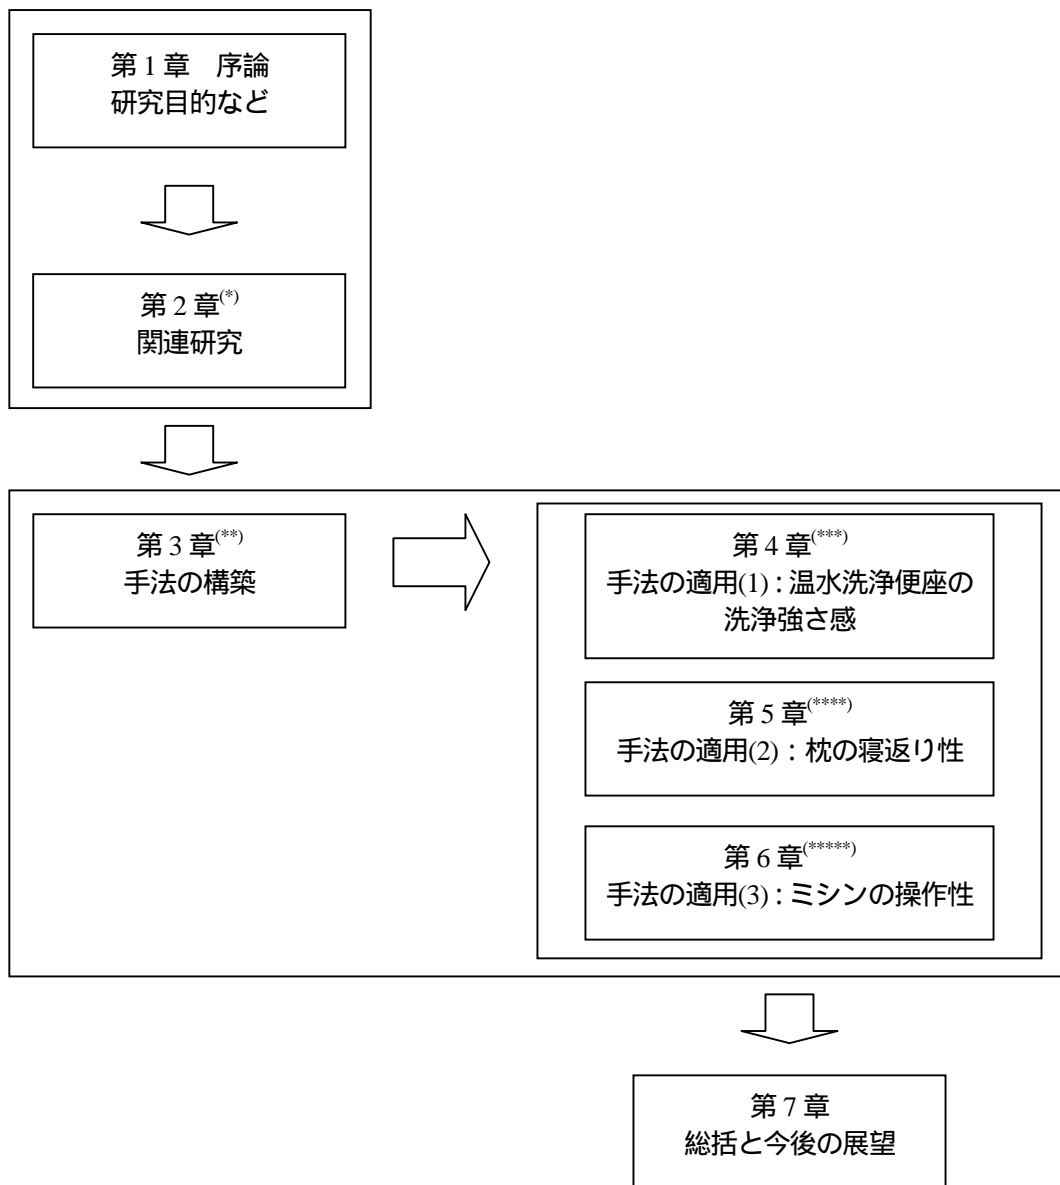 第1章 序論
研究目的など
第2章(*)
関連研究
第3章(**)
手法の構築
第4章(***)
手法の適用(1):温水洗浄便座の
洗浄強さ感
第5章(****)
手法の適用(2):枕の寝返り性
第6章(*****)
手法の適用(3):ミシンの操作性
第7章
総括と今後の展望